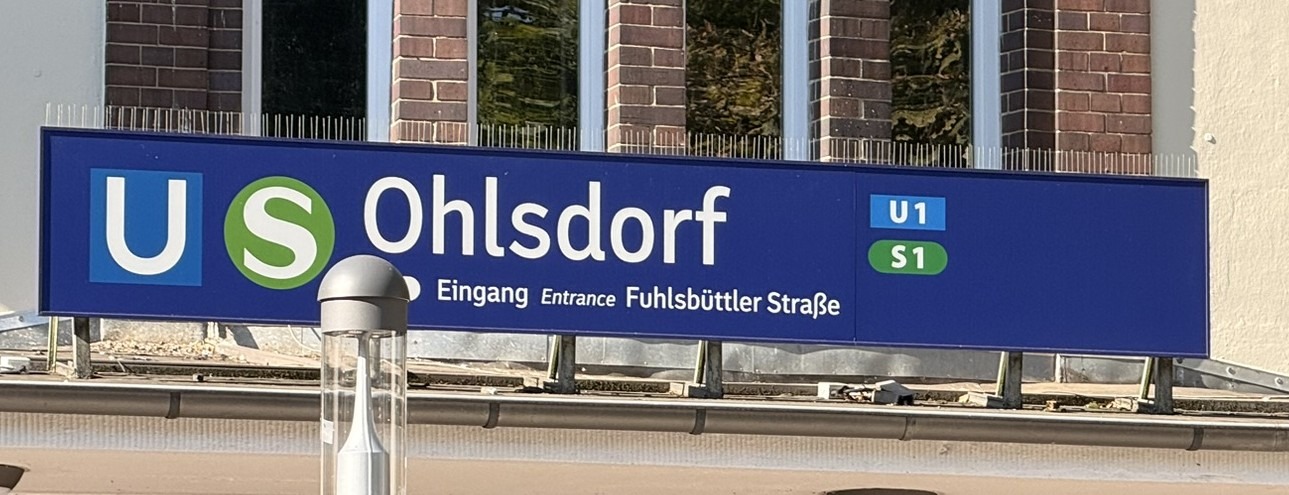 U S Ohlsdorf
Eingang Entrance Fuhlsbüttler Straße
U1
S1